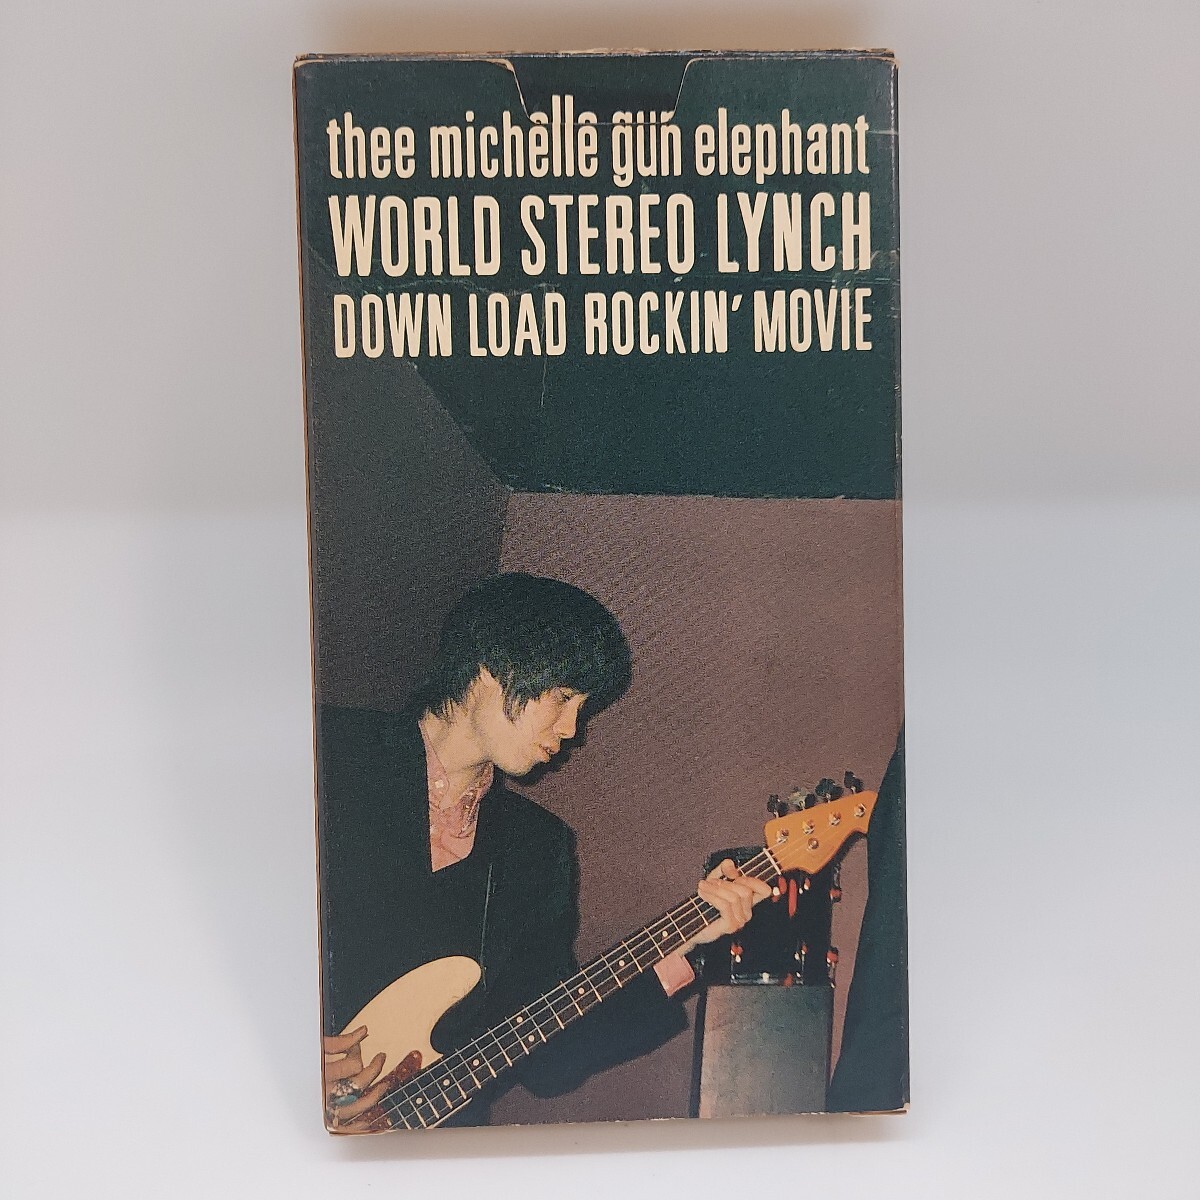 thee michelle gun elephant
WORLD STEREO LYNCH
DOWN LOAD ROCKIN' MOVIE